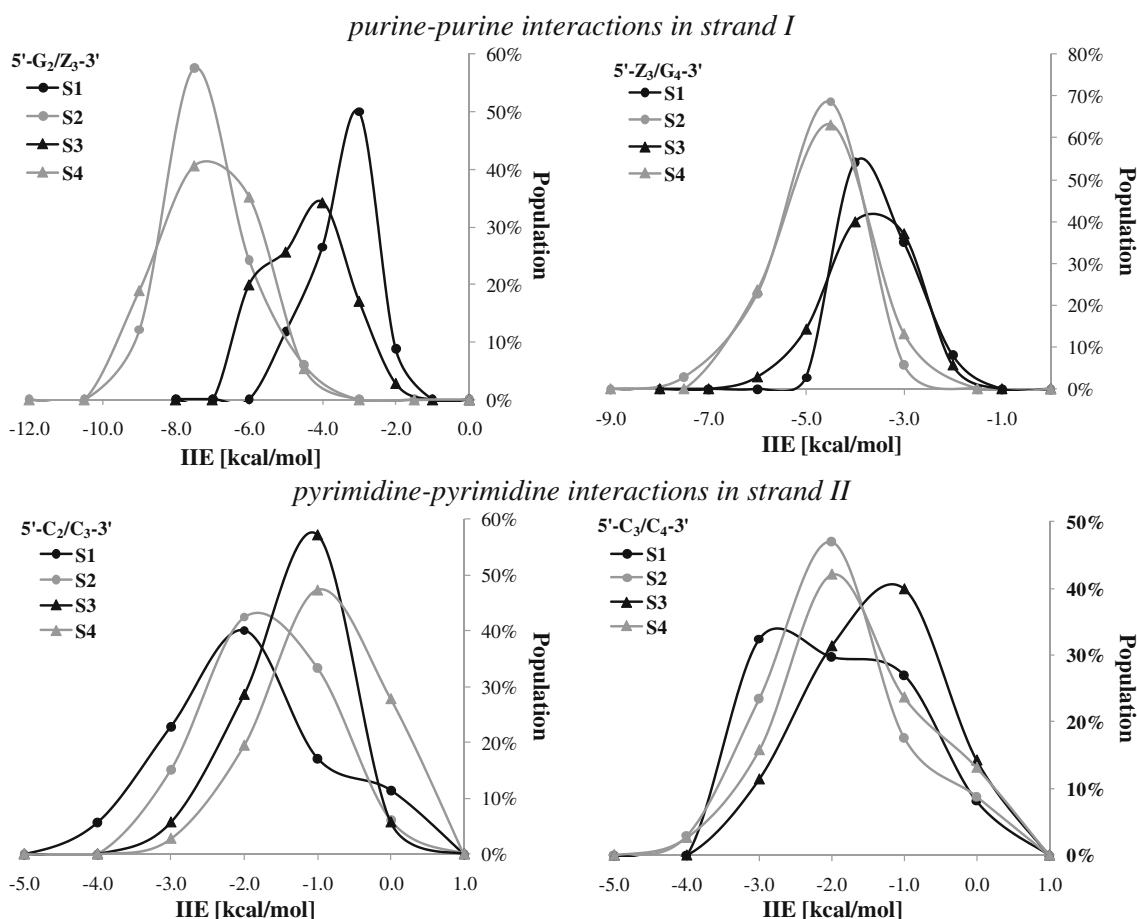 purine-purine interactions in strand I
5'-G2/Z3-3'
S1
S2
S3
S4
60%
50%
40%
30%
20%
10%
0%
Population
-12.0 -10.0 -8.0 -6.0 -4.0 -2.0 0.0
IIE [kcal/mol]
5'-Z3/G4-3'
S1
S2
S3
S4
80%
70%
60%
50%
40%
30%
20%
10%
0%
Population
-9.0 -7.0 -5.0 -3.0 -1.0
IIE [kcal/mol]
pyrimidine-pyrimidine interactions in strand II
5'-C2/C3-3'
S1
S2
S3
S4
60%
50%
40%
30%
20%
10%
0%
Population
-5.0 -4.0 -3.0 -2.0 -1.0 0.0 1.0
IIE [kcal/mol]
5'-C3/C4-3'
S1
S2
S3
S4
50%
40%
30%
20%
10%
0%
Population
-5.0 -4.0 -3.0 -2.0 -1.0 0.0 1.0
IIE [kcal/mol]